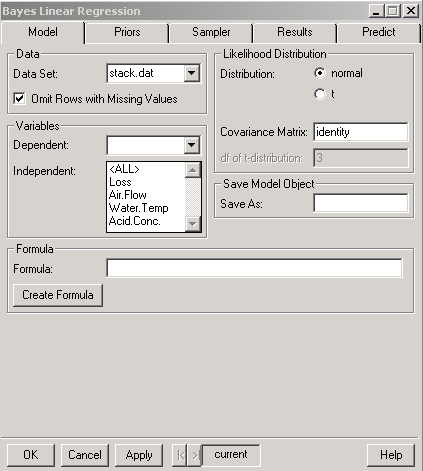 Bayes Linear Regression
Model
Priors
Sampler
Results
Predict
Data
Data Set:
stack.dat
Omit Rows with Missing Values
Variables
Dependent:
Independent:
<ALL>
Loss
Air.Flow
Water.Temp
Acid.Conc.
Likelihood Distribution
Distribution:
normal
t
Covariance Matrix:
identity
df of t-distribution:
3
Save Model Object
Save As:
Formula
Formula:
Create Formula
OK
Cancel
Apply
current
Help